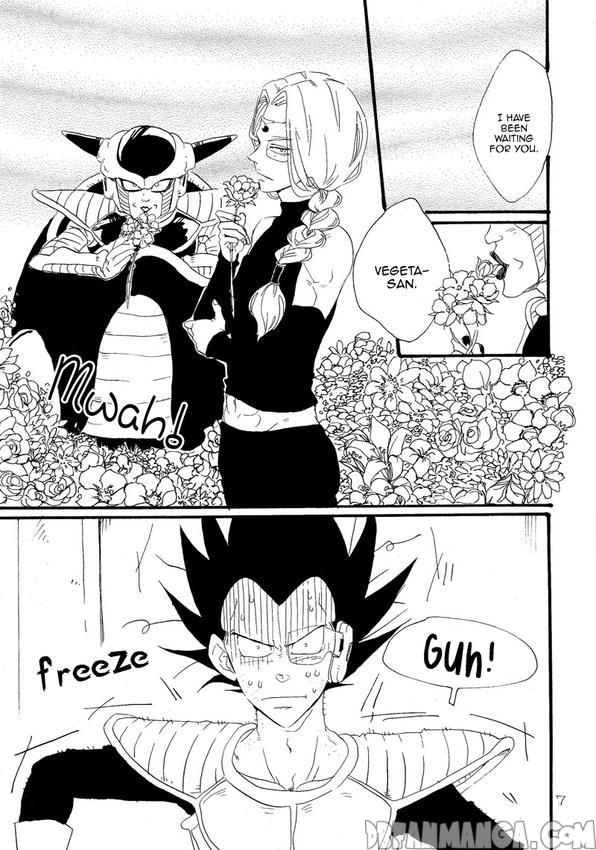 I HAVE
BEEN
WAITING
FOR YOU.
VEGETA-
SAN.
Mwah!
freeze
Guh!
7
DBFANMANGA.COM